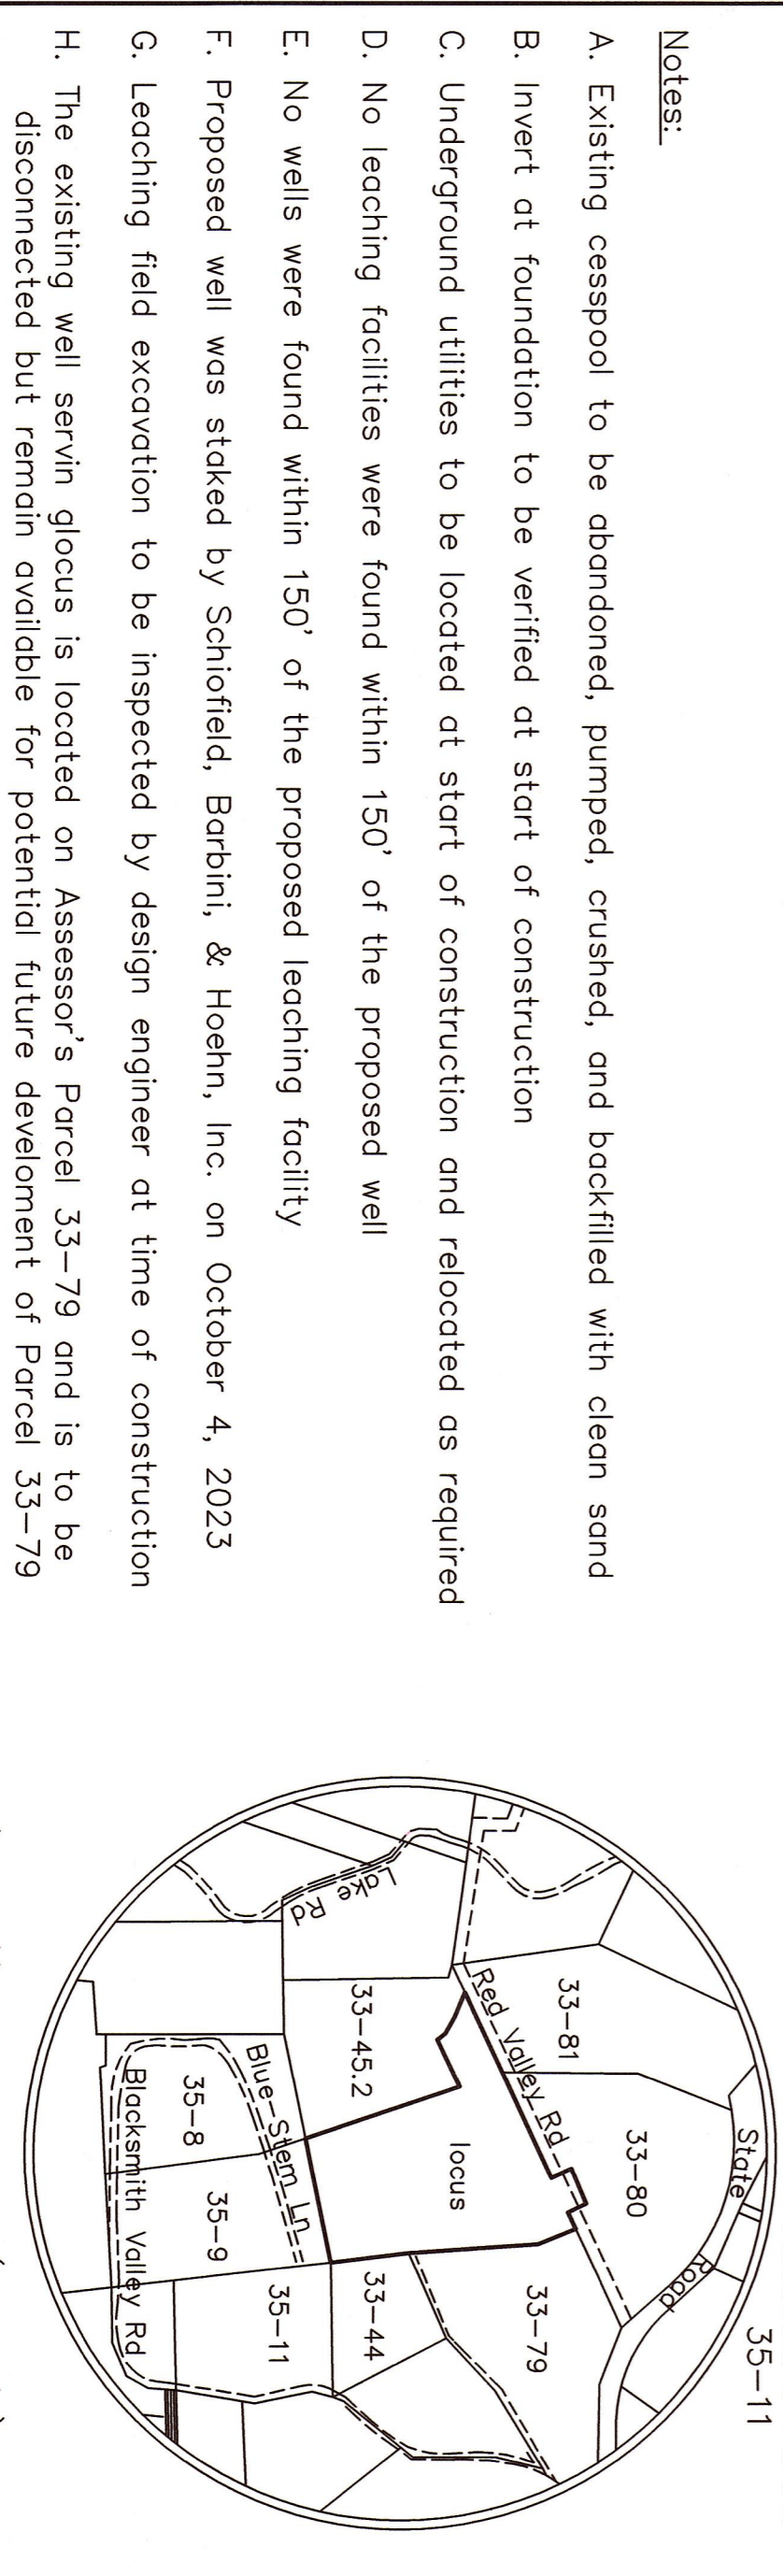 Notes:
A. Existing cesspool to be abandoned, pumped, crushed, and backfilled with clean sand
B. Invert at foundation to be verified at start of construction
C. Underground utilities to be located at start of construction and relocated as required
D. No leaching facilities were found within 150' of the proposed well
E. No wells were found within 150' of the proposed leaching facility
F. Proposed well was staked by Schiofield, Barbini, & Hoehn, Inc. on October 4, 2023
G. Leaching field excavation to be inspected by design engineer at time of construction
H. The existing well servin glocus is located on Assessor's Parcel 33-79 and is to be
disconnected but remain available for potential future develoment of Parcel 33-79
35-11
State
Road
33-81
33-80
Red Valley Rd
33-79
Lake Rd
33-45.2
locus
33-44
Blue-Stem Ln
35-11
35-8
35-9
Blacksmith Valley Rd